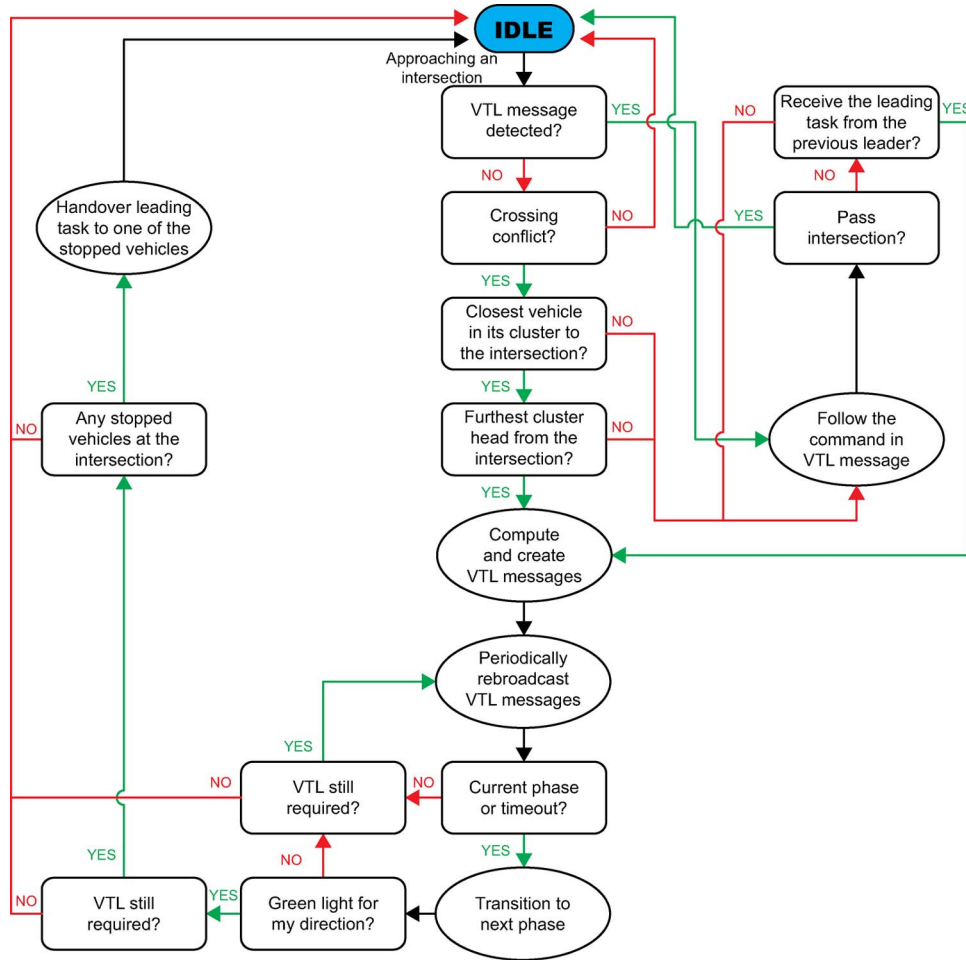 IDLE
Approaching an
intersection
VTL message
detected?
YES
Receive the leading
task from the
previous leader?
NO
YES
NO
NO
Handover leading
task to one of the
stopped vehicles
Crossing
conflict?
NO
YES
Pass
intersection?
YES
Closest vehicle
in its cluster to
the intersection?
NO
YES
YES
Any stopped
vehicles at the
intersection?
NO
Furthest cluster
head from the
intersection?
NO
Follow the
command in
VTL message
YES
Compute
and create
VTL messages
Periodically
rebroadcast
VTL messages
YES
NO
VTL still
required?
NO
Current phase
or timeout?
YES
NO
YES
NO
VTL still
required?
YES
Green light for
my direction?
Transition to
next phase